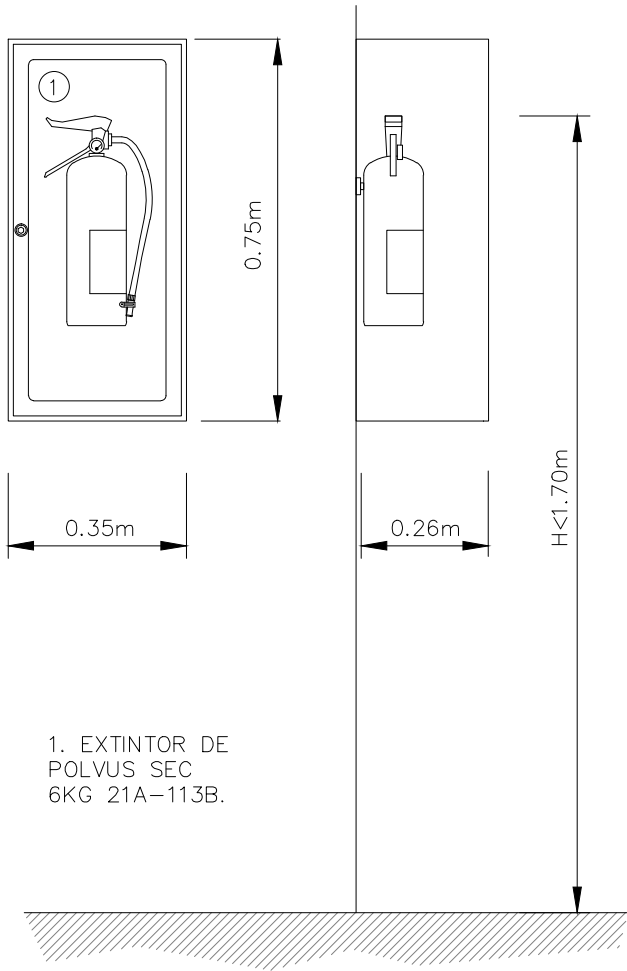 1
0.75m
0.35m
0.26m
H<1.70m
1. EXTINTOR DE
POLVUS SEC
6KG 21A-113B.